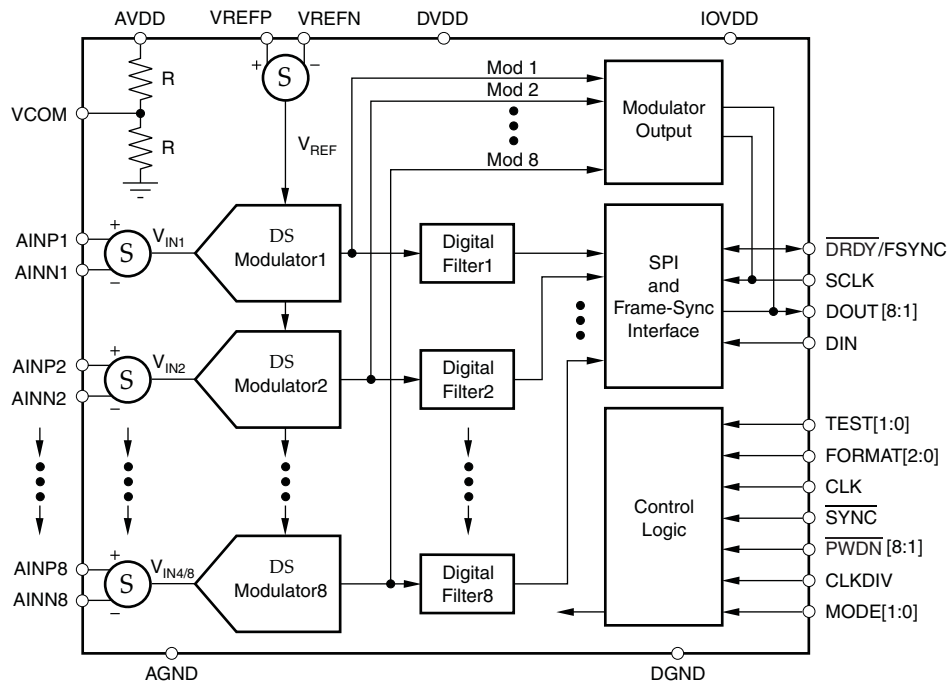 AVDD
VREFP
VREFN
DVDD
IOVDD
+
S
−
R
VCOM
R
VREF
Mod 1
Mod 2
Mod 8
Modulator
Output
AINP1
AINN1
+
S
−
VIN1
DS
Modulator1
Digital
Filter1
SPI
and
Frame-Sync
Interface
DRDY/FSYNC
SCLK
DOUT [8:1]
DIN
AINP2
AINN2
+
S
−
VIN2
DS
Modulator2
Digital
Filter2
TEST[1:0]
FORMAT[2:0]
CLK
SYNC
PWDN [8:1]
CLKDIV
MODE[1:0]
Control
Logic
AINP8
AINN8
+
S
−
VIN4/8
DS
Modulator8
Digital
Filter8
AGND
DGND